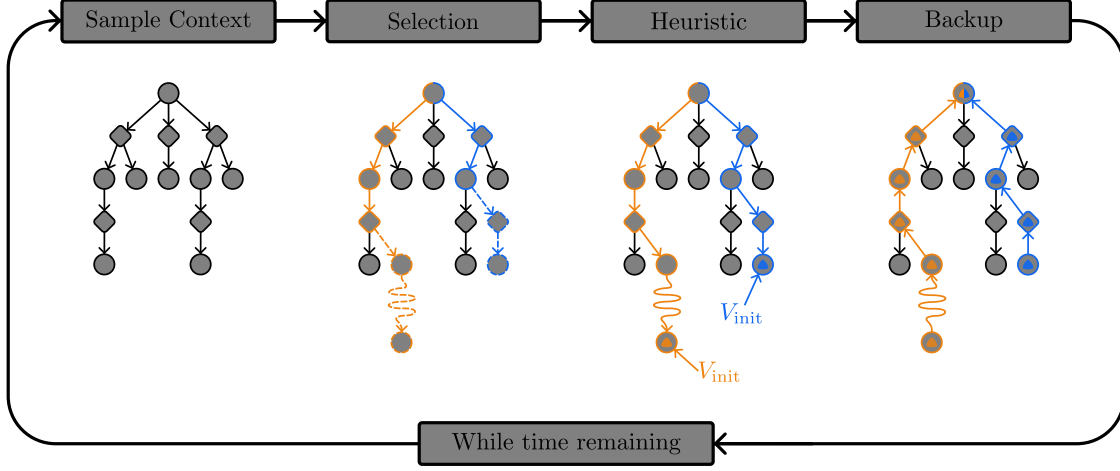 Sample Context
Selection
Heuristic
Backup
V_init
V_init
While time remaining